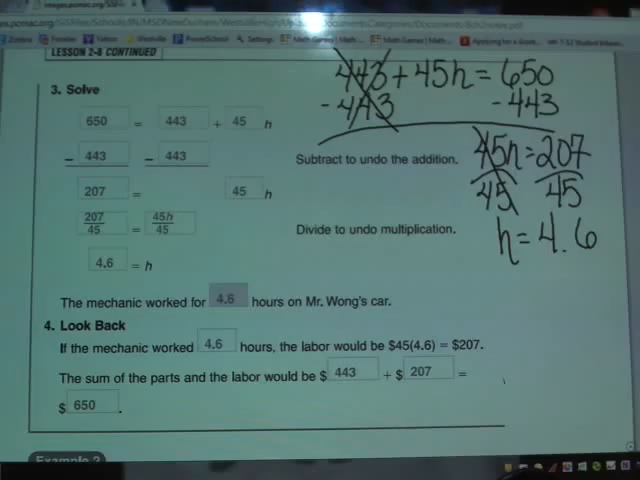 LESSON 2-8 CONTINUED
3. Solve
650 = 443 + 45 h
- 443 - 443
Subtract to undo the addition.
207 = 45 h
207/45 = 45h/45
Divide to undo multiplication.
4.6 = h
The mechanic worked for 4.6 hours on Mr. Wong's car.
4. Look Back
If the mechanic worked 4.6 hours, the labor would be $45(4.6) = $207.
The sum of the parts and the labor would be $ 443 + $ 207 =
$ 650 .
443 + 45h = 650
- 443 - 443
45h = 207
45 45
h = 4.6
Example 2